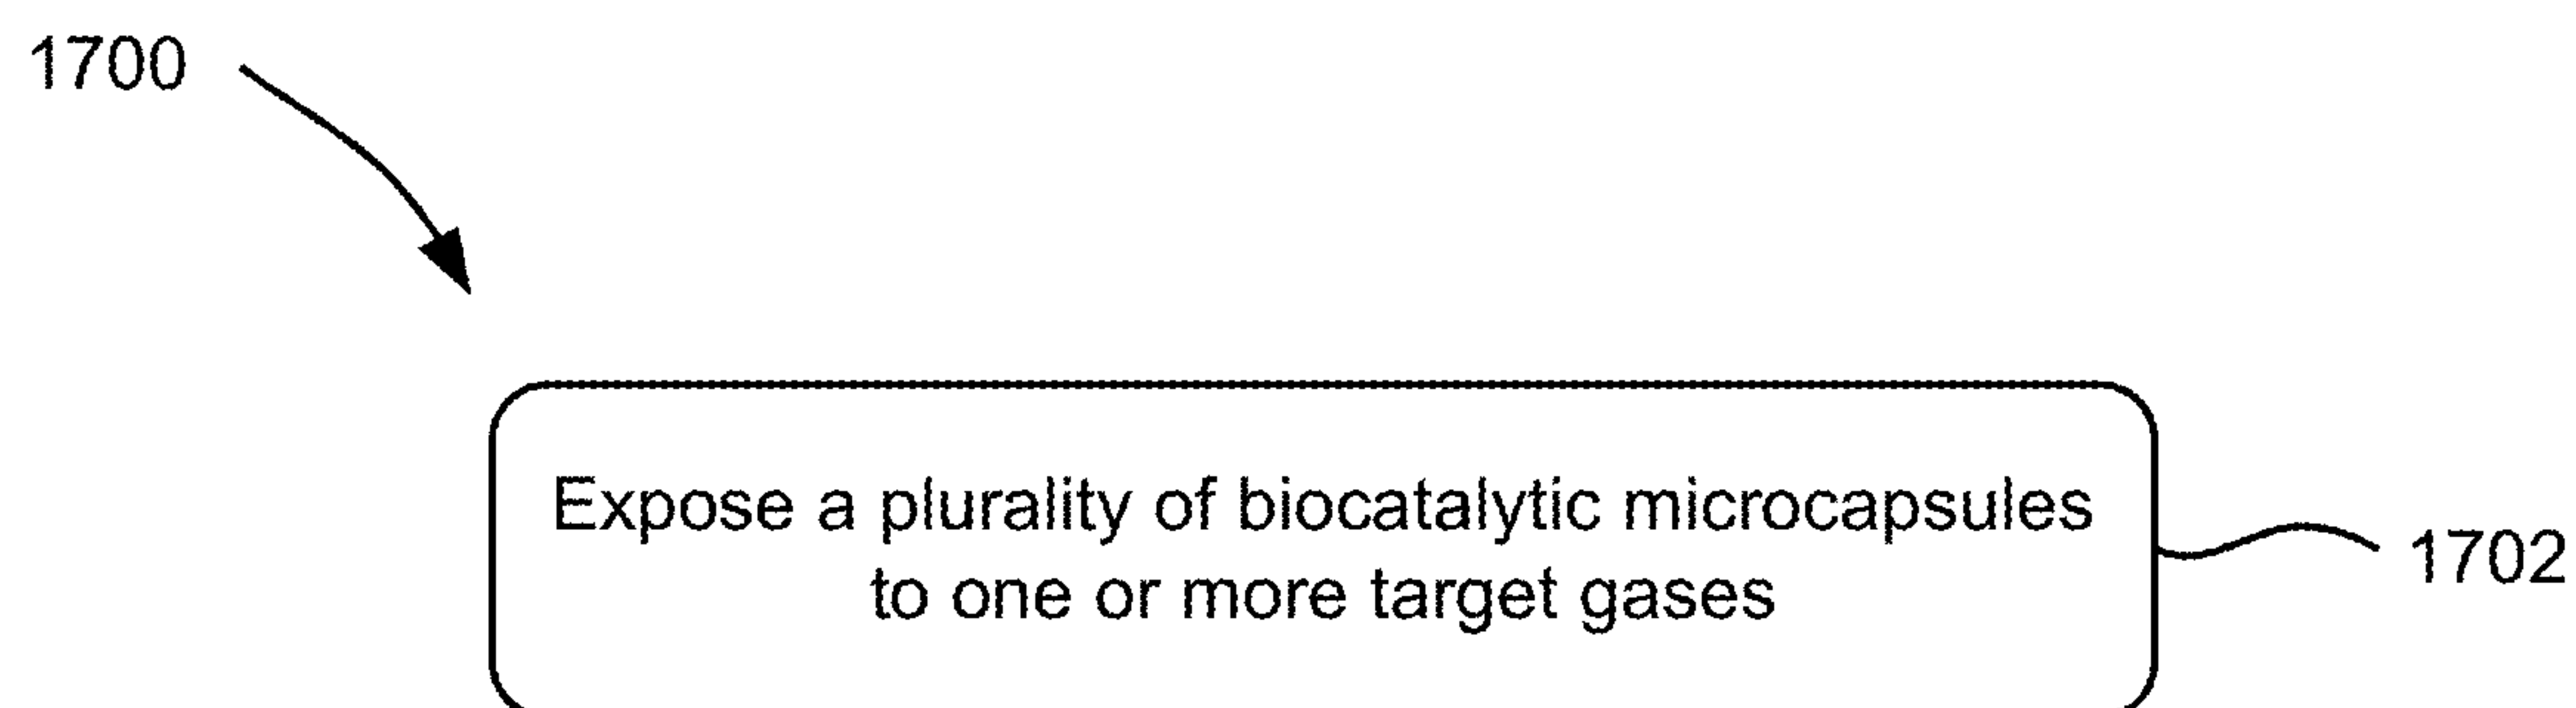 1700
Expose a plurality of biocatalytic microcapsules
to one or more target gases
1702